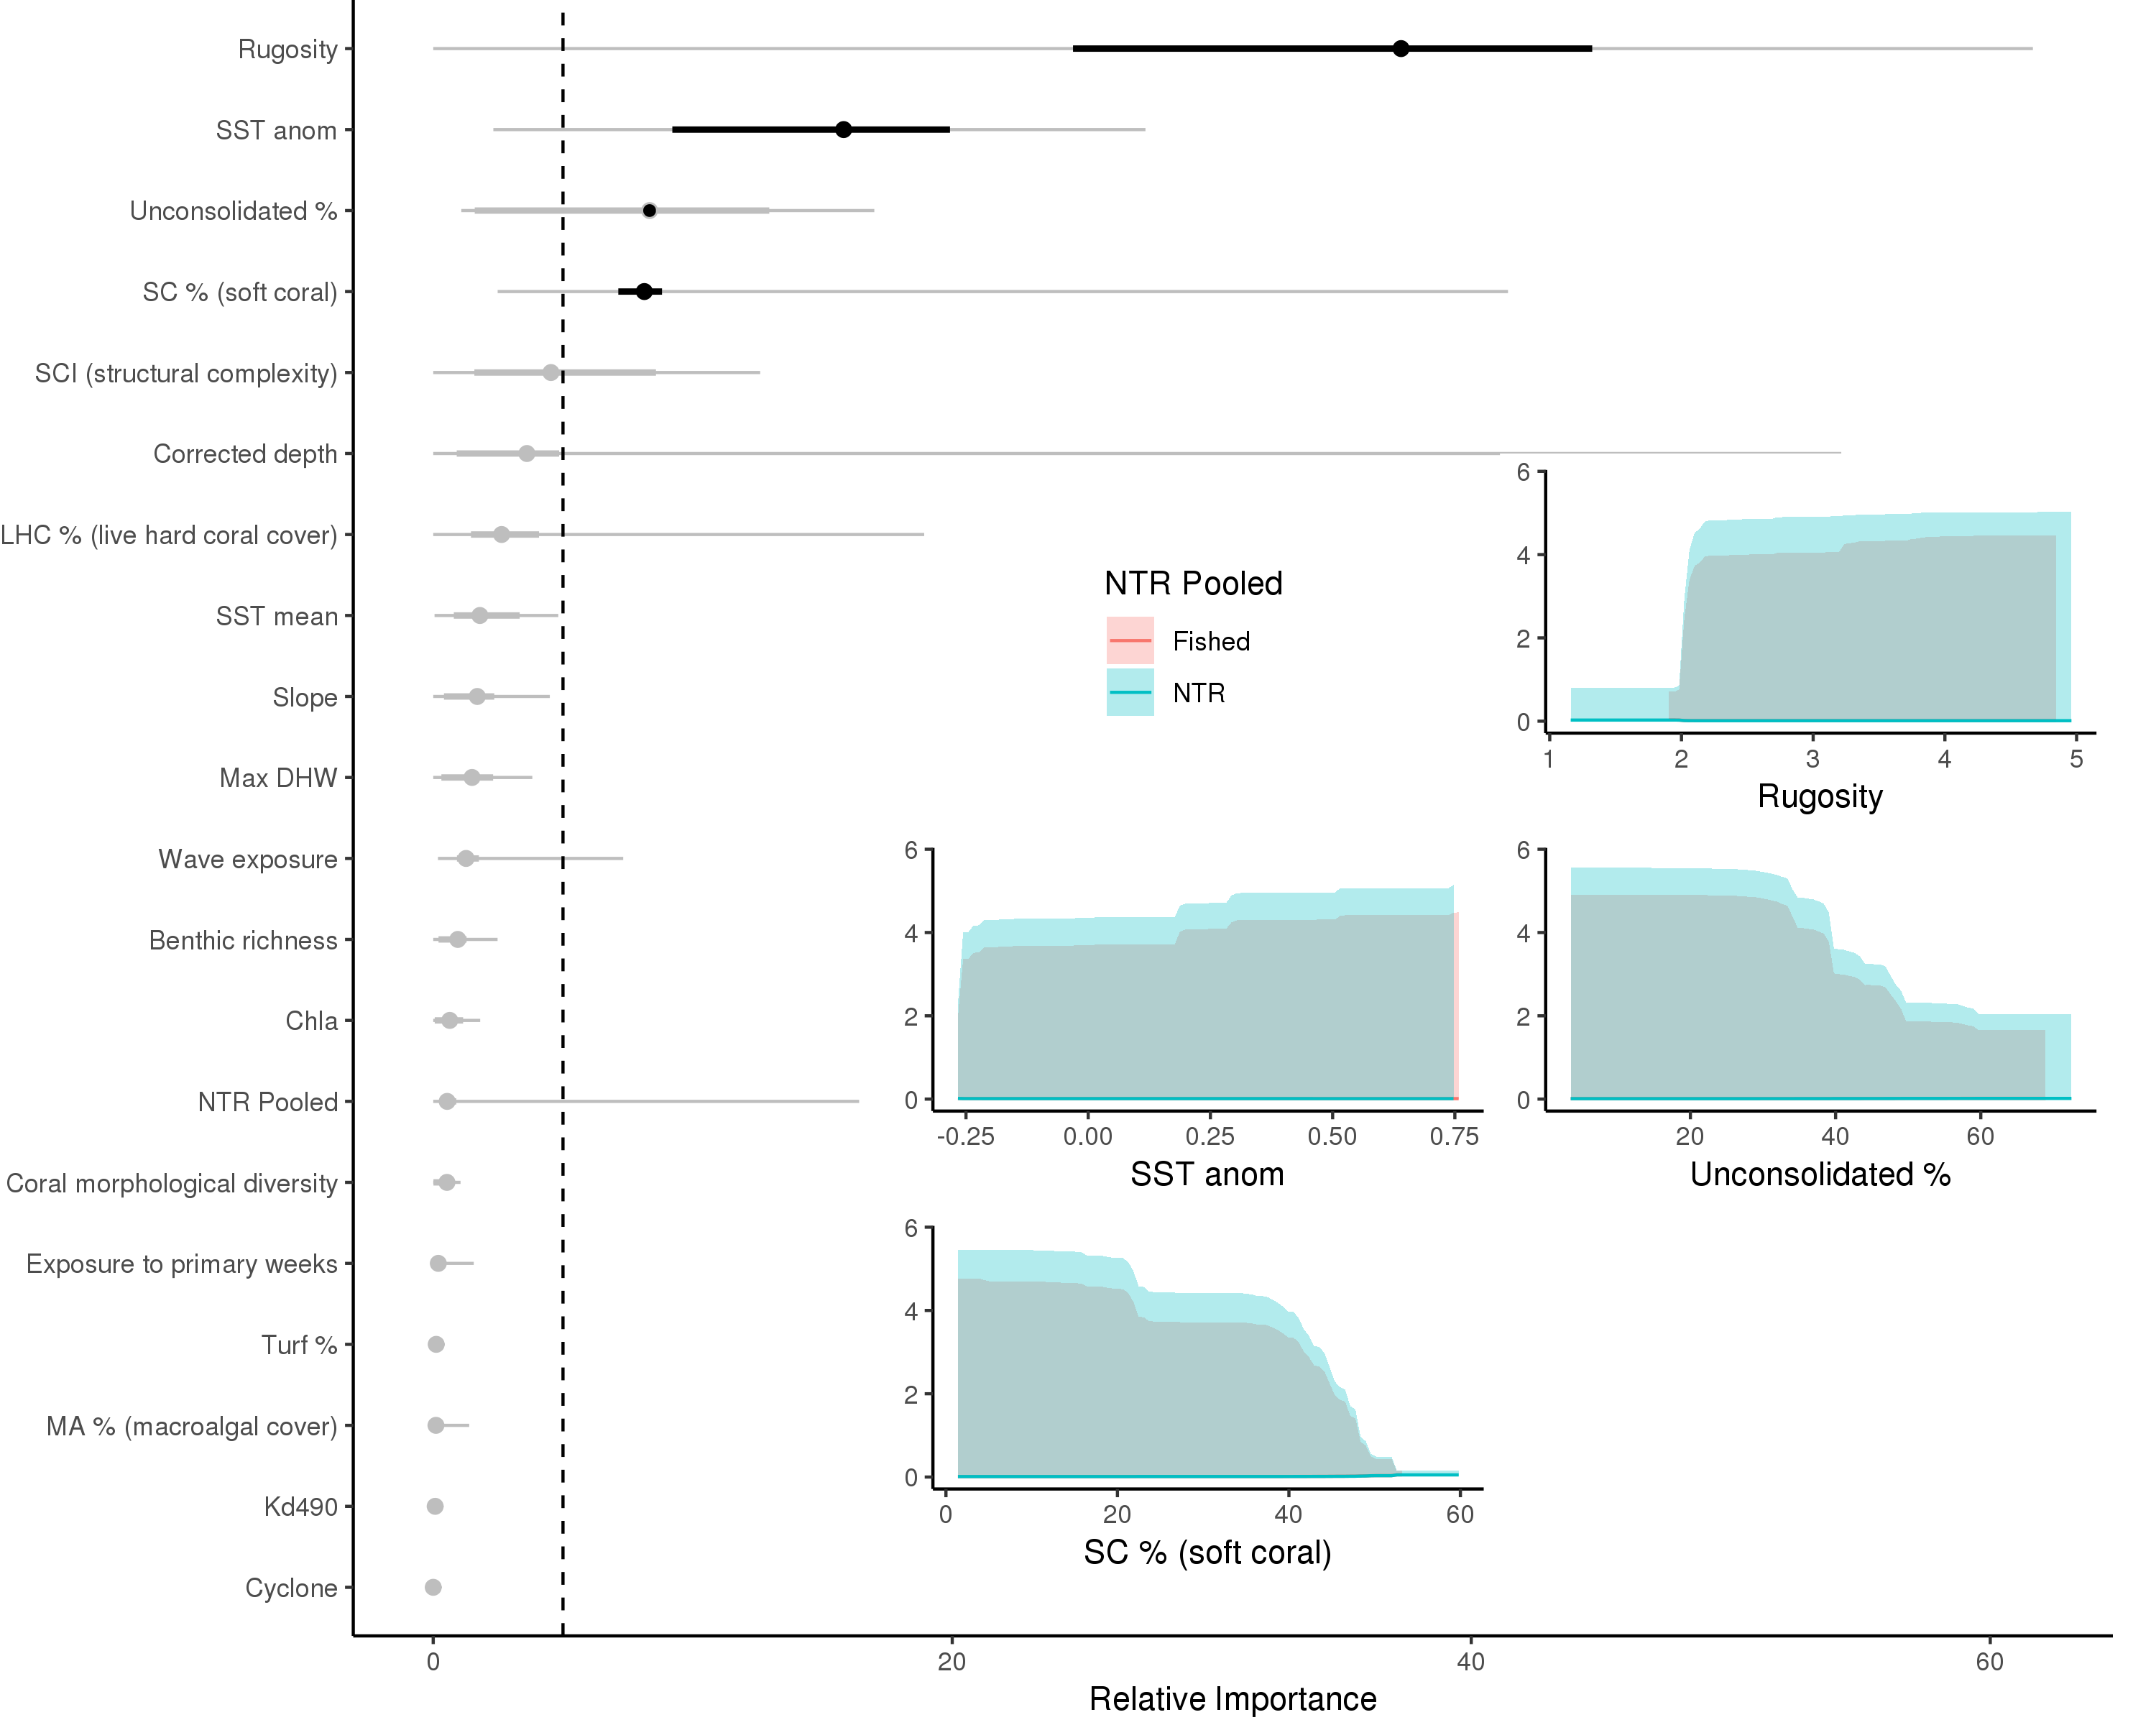 Rugosity
SST anom
Unconsolidated %
SC % (soft coral)
SCI (structural complexity)
Corrected depth
LHC % (live hard coral cover)
SST mean
Slope
Max DHW
Wave exposure
Benthic richness
Chla
NTR Pooled
Coral morphological diversity
Exposure to primary weeks
Turf %
MA % (macroalgal cover)
Kd490
Cyclone
0 20 40 60
Relative Importance
NTR Pooled
Fished
NTR
6
4
2
0
1 2 3 4 5
Rugosity
6
4
2
0
-0.25 0.00 0.25 0.50 0.75
SST anom
6
4
2
0
20 40 60
Unconsolidated %
6
4
2
0
0 20 40 60
SC % (soft coral)